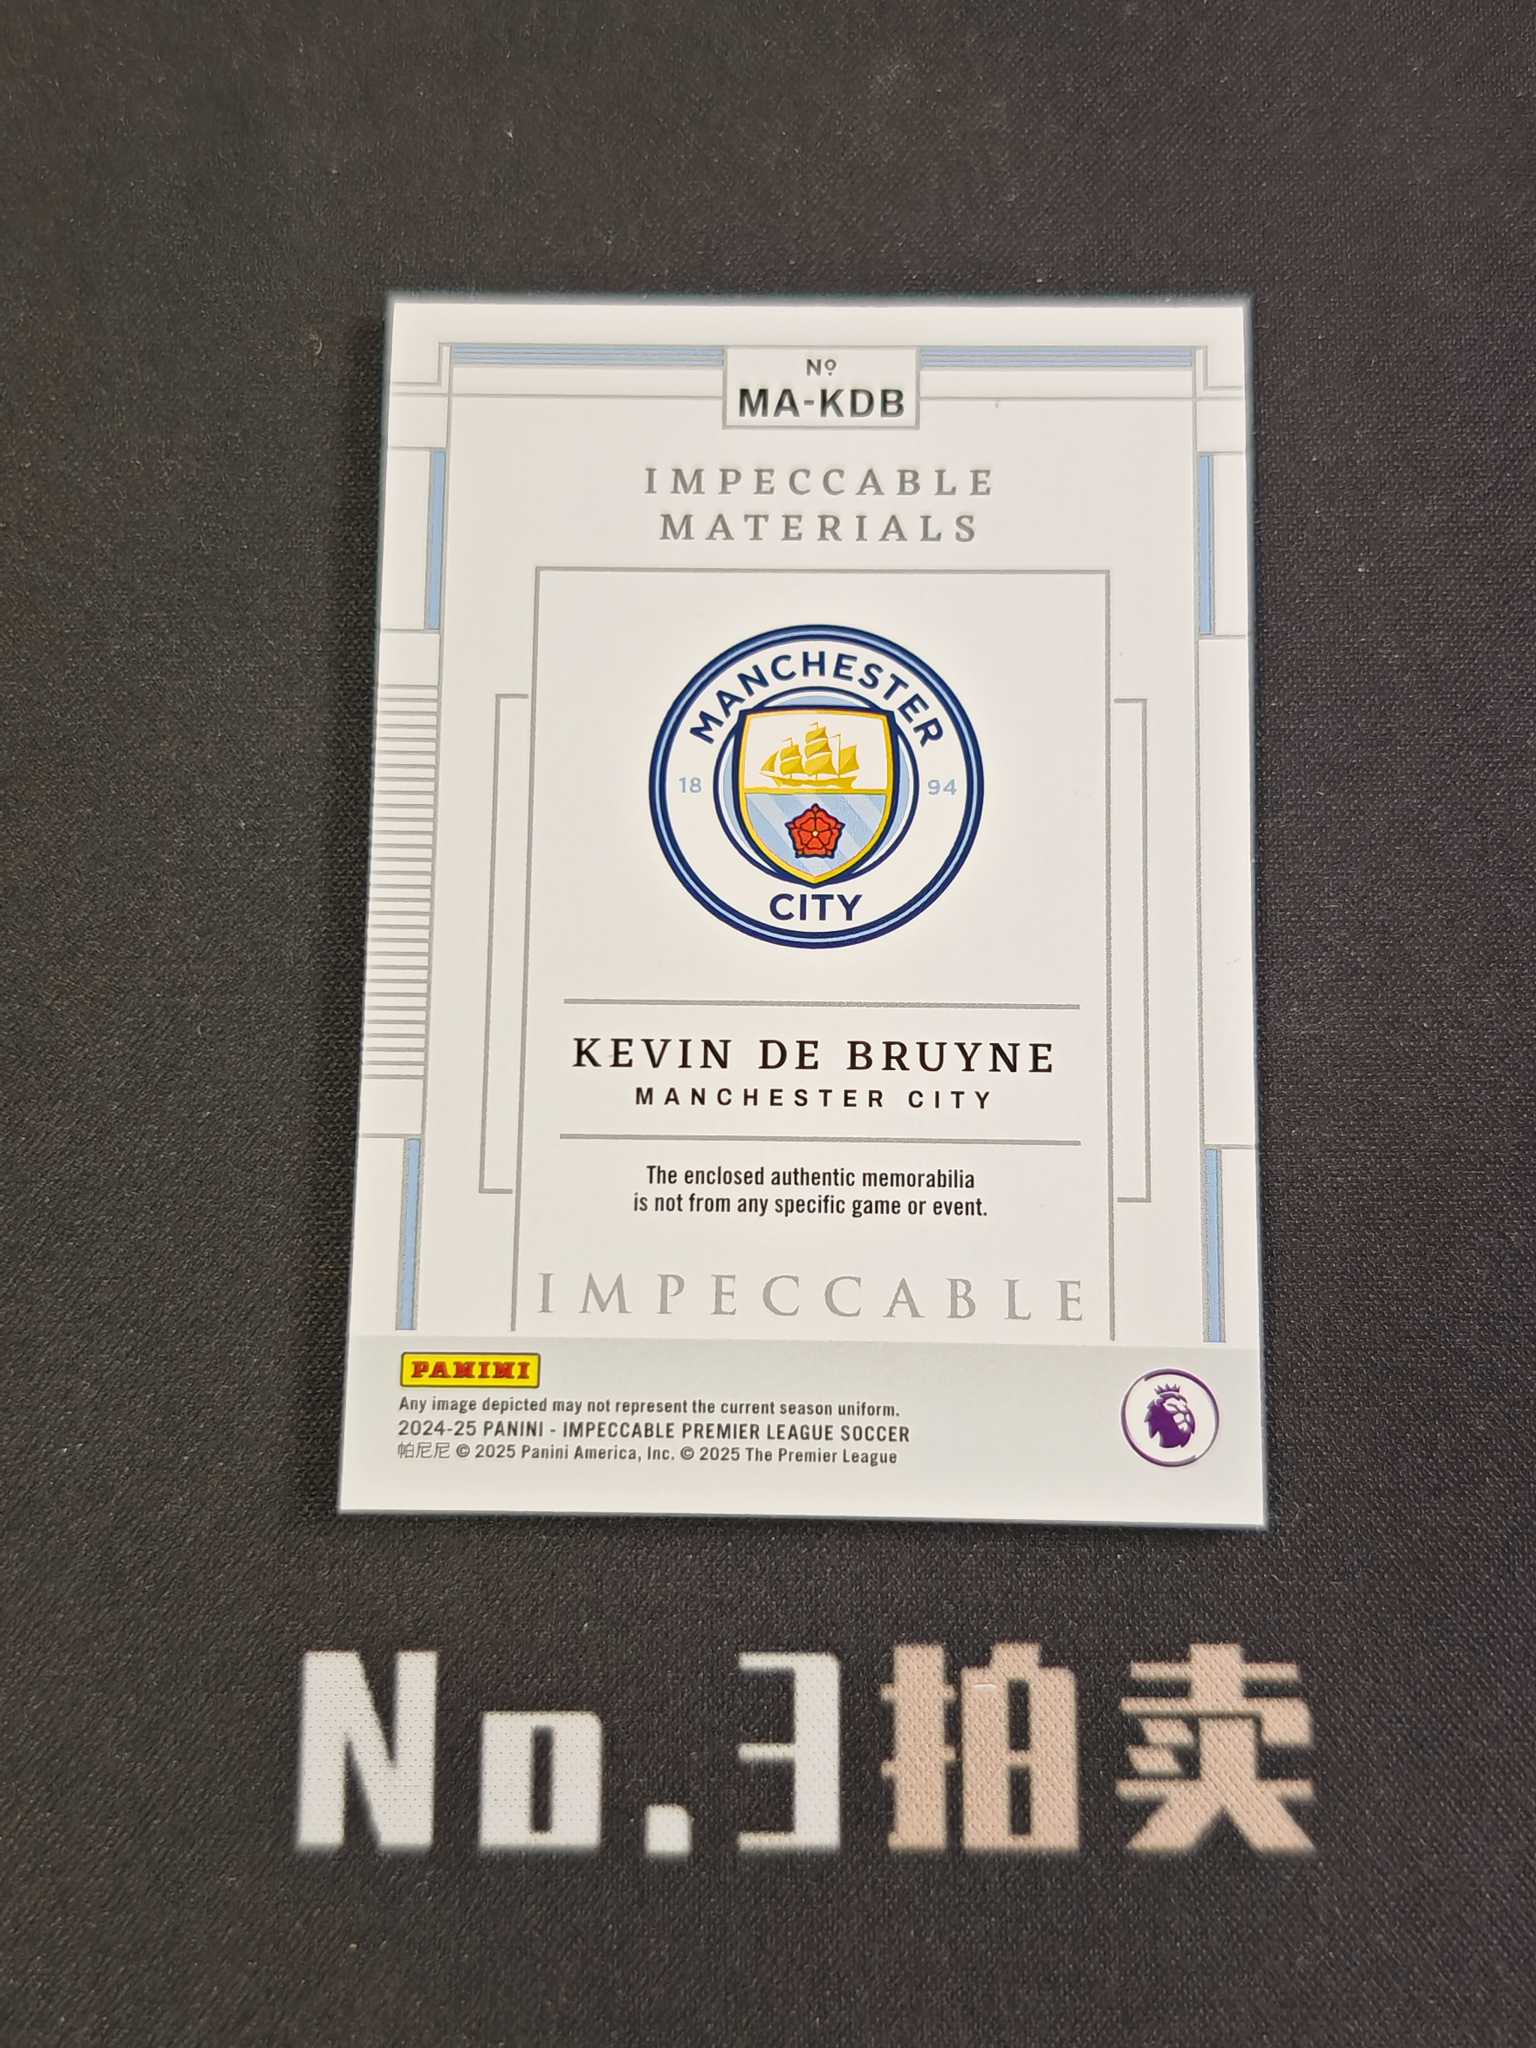 Nº
MA-KDB
IMPECCABLE
MATERIALS
MANCHESTER
18 94
CITY
KEVIN DE BRUYNE
MANCHESTER CITY
The enclosed authentic memorabilia
is not from any specific game or event.
IMPECCABLE
PANINI
Any image depicted may not represent the current season uniform.
2024-25 PANINI - IMPECCABLE PREMIER LEAGUE SOCCER
帕尼尼 © 2025 Panini America, Inc. © 2025 The Premier League
No.3拍卖